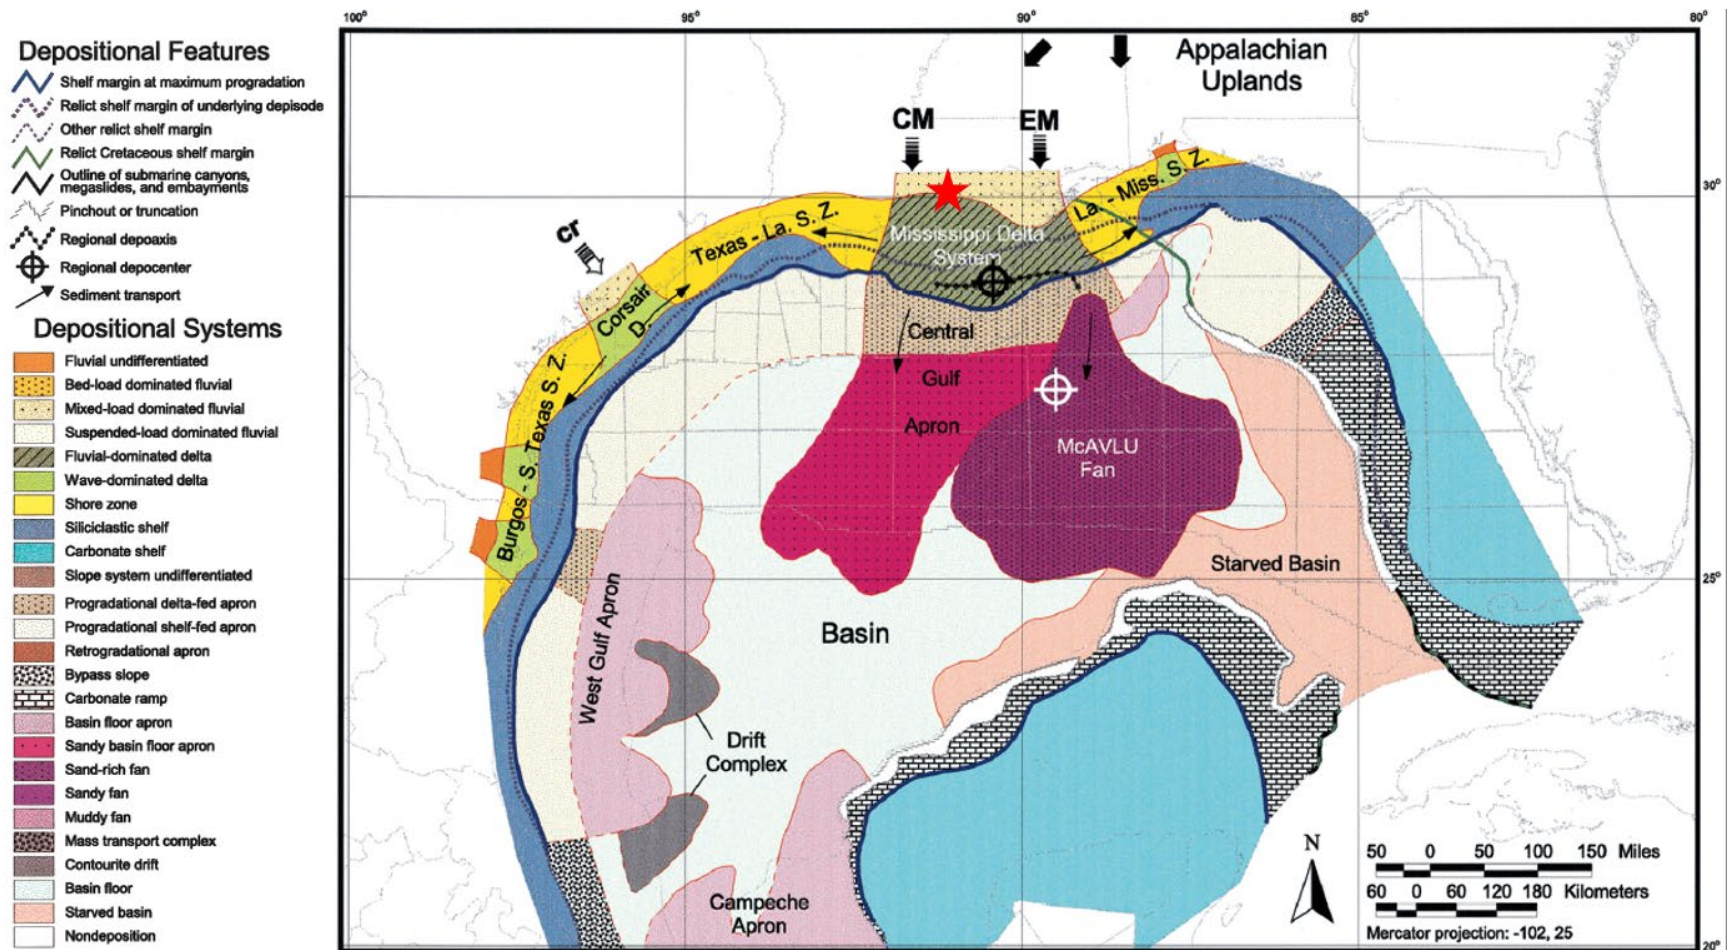 100°
95°
90°
85°
80°
Depositional Features
Shelf margin at maximum progradation
Relict shelf margin of underlying depisode
Other relict shelf margin
Relict Cretaceous shelf margin
Outline of submarine canyons,
megaslides, and embayments
Pinchout or truncation
Regional depoaxis
Regional depocenter
Sediment transport
Depositional Systems
Fluvial undifferentiated
Bed-load dominated fluvial
Mixed-load dominated fluvial
Suspended-load dominated fluvial
Fluvial-dominated delta
Wave-dominated delta
Shore zone
Siliciclastic shelf
Carbonate shelf
Slope system undifferentiated
Progradational delta-fed apron
Progradational shelf-fed apron
Retrogradational apron
Bypass slope
Carbonate ramp
Basin floor apron
Sandy basin floor apron
Sand-rich fan
Sandy fan
Muddy fan
Mass transport complex
Contourite drift
Basin floor
Starved basin
Nondeposition
Appalachian
Uplands
CM
EM
cr
30°
La. - Miss. S. Z.
Texas - La. S. Z.
Mississippi Delta
System
Corsair
D.
Central
Gulf
Apron
McAVLU
Fan
Burgos - S. Texas S. Z.
Starved Basin
25°
West Gulf Apron
Basin
Drift
Complex
Campeche
Apron
N
50 0 50 100 150 Miles
60 0 60 120 180 Kilometers
Mercator projection: -102, 25
20°